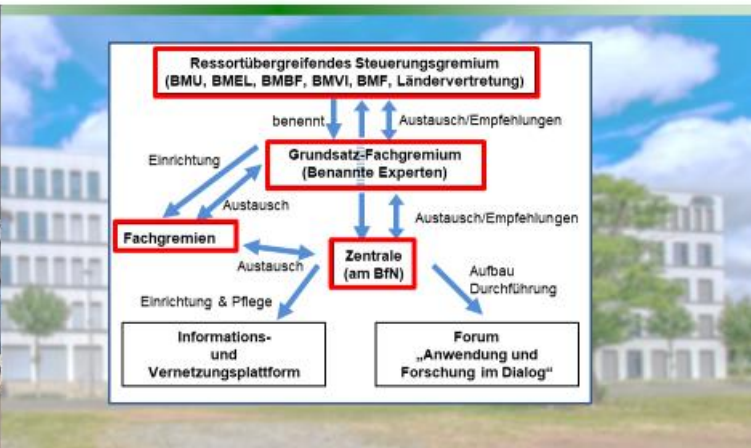 Ressortübergreifendes Steuerungsgremium
(BMU, BMEL, BMBF, BMVI, BMF, Ländervertretung)
benennt
Austausch/Empfehlungen
Einrichtung
Grundsatz-Fachgremium
(Benannte Experten)
Austausch
Austausch/Empfehlungen
Fachgremien
Austausch
Zentrale
(am BfN)
Aufbau
Durchführung
Einrichtung & Pflege
Informations-
und
Vernetzungsplattform
Forum
„Anwendung und
Forschung im Dialog“